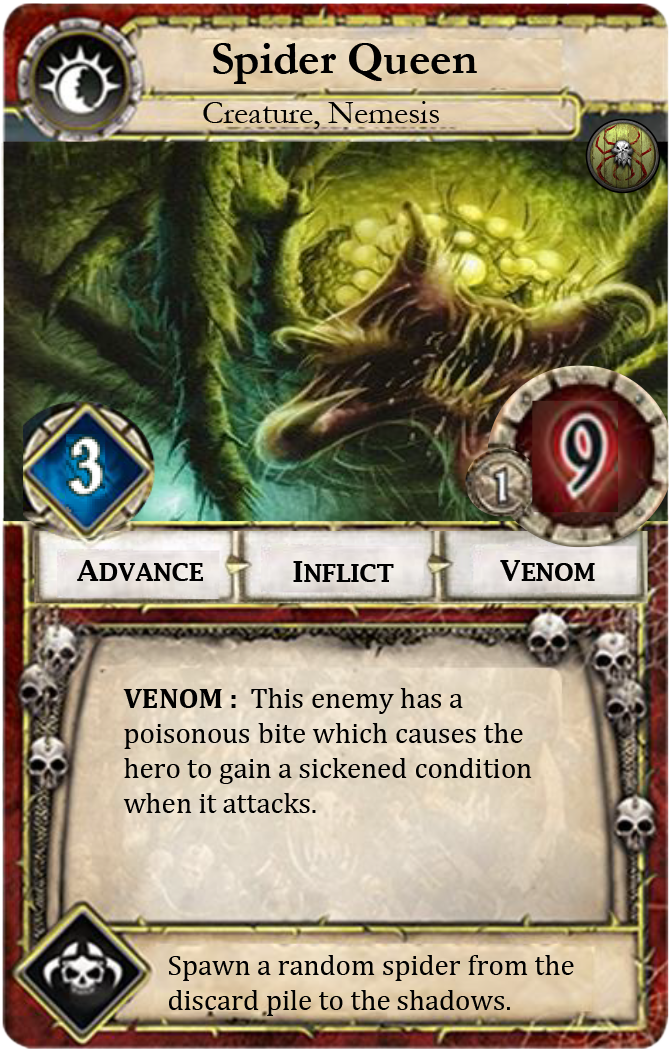 Spider Queen
Creature, Nemesis
3
9
1
ADVANCE INFLICT VENOM
VENOM : This enemy has a
poisonous bite which causes the
hero to gain a sickened condition
when it attacks.
Spawn a random spider from the
discard pile to the shadows.